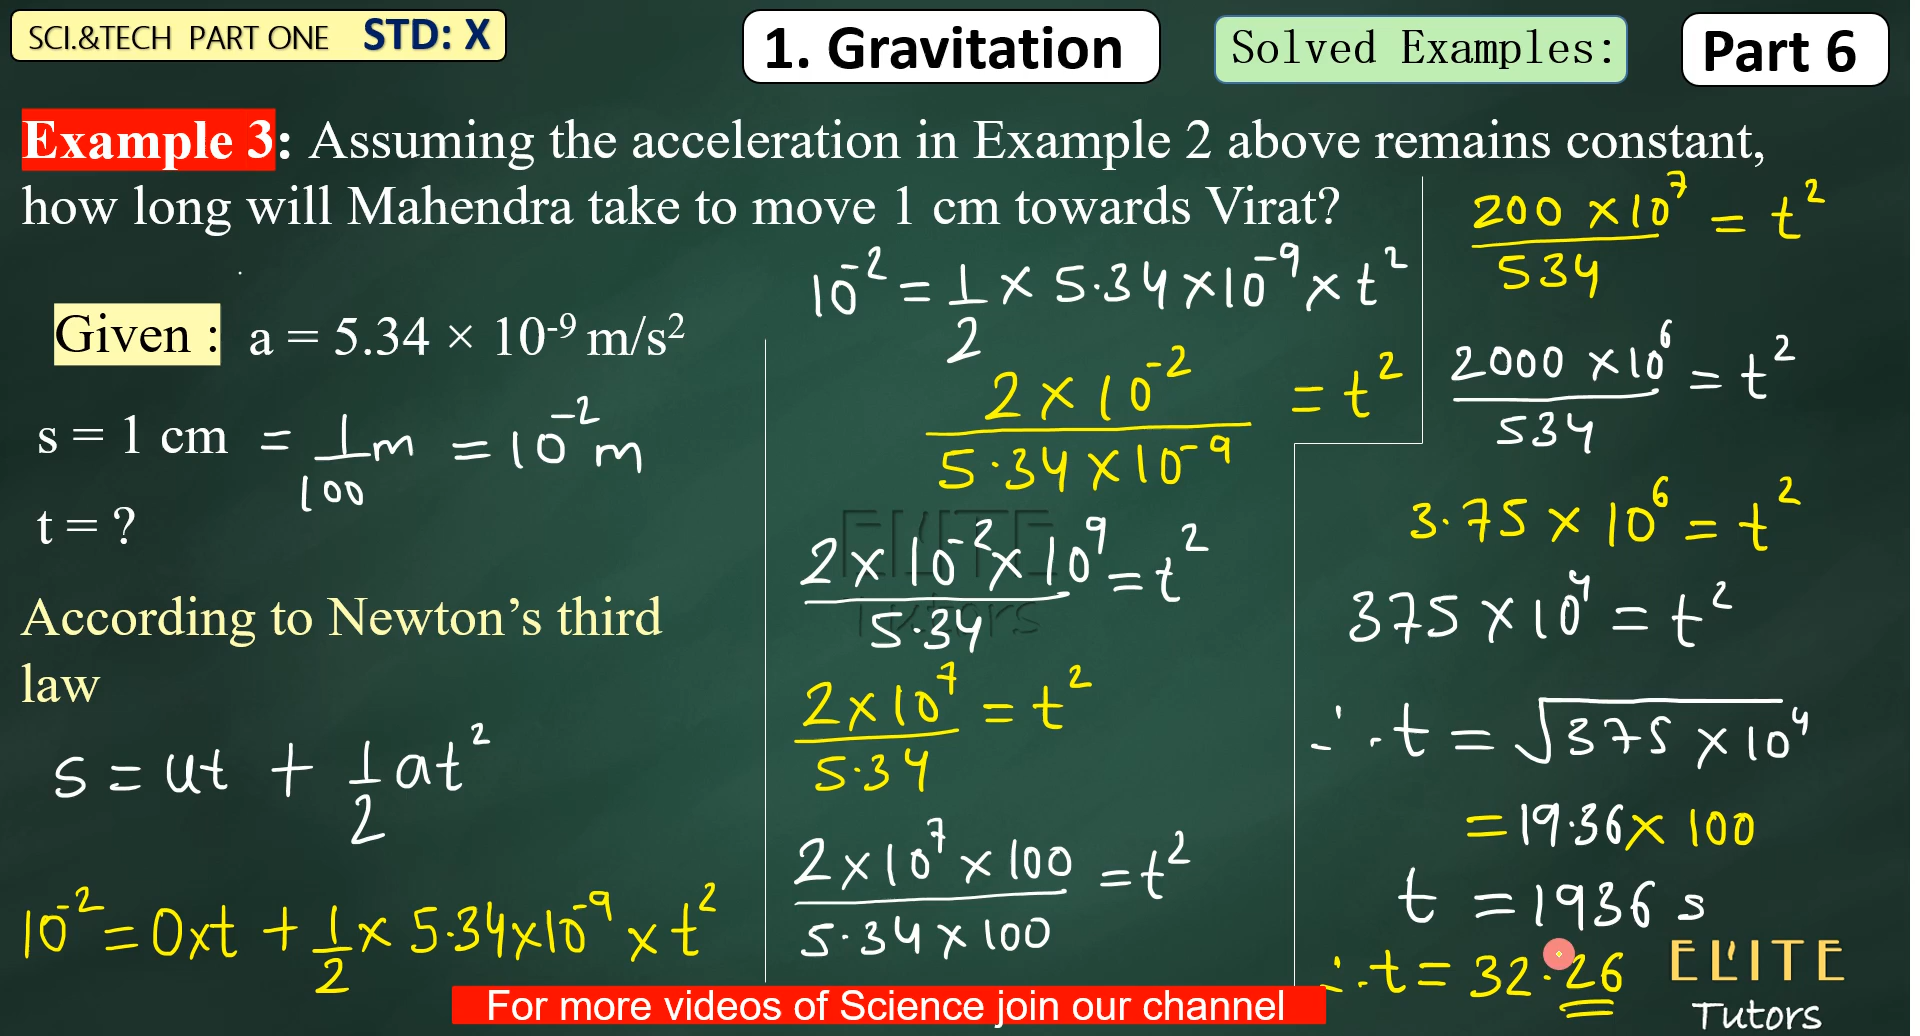 SCI.&TECH PART ONE STD: X
1. Gravitation
Solved Examples:
Part 6
Example 3: Assuming the acceleration in Example 2 above remains constant,
how long will Mahendra take to move 1 cm towards Virat?
Given : a = 5.34 × 10⁻⁹ m/s²
s = 1 cm = 1/100 m = 10⁻² m
t = ?
According to Newton’s third
law
s = ut + 1/2 at²
10⁻² = 0×t + 1/2 × 5.34×10⁻⁹ × t²
10⁻² = 1/2 × 5.34×10⁻⁹ × t²
2×10⁻² / 5.34×10⁻⁹ = t²
ELITE
Tutors
2×10⁻²×10⁹ / 5.34 = t²
2×10⁷ / 5.34 = t²
2×10⁷×100 / 5.34×100 = t²
200×10⁷ / 534 = t²
2000×10⁶ / 534 = t²
3.75×10⁶ = t²
375×10⁴ = t²
∴ t = √375×10⁴
= 19.36×100
t = 1936 s
∴ t = 32.26
ELITE
Tutors
For more videos of Science join our channel